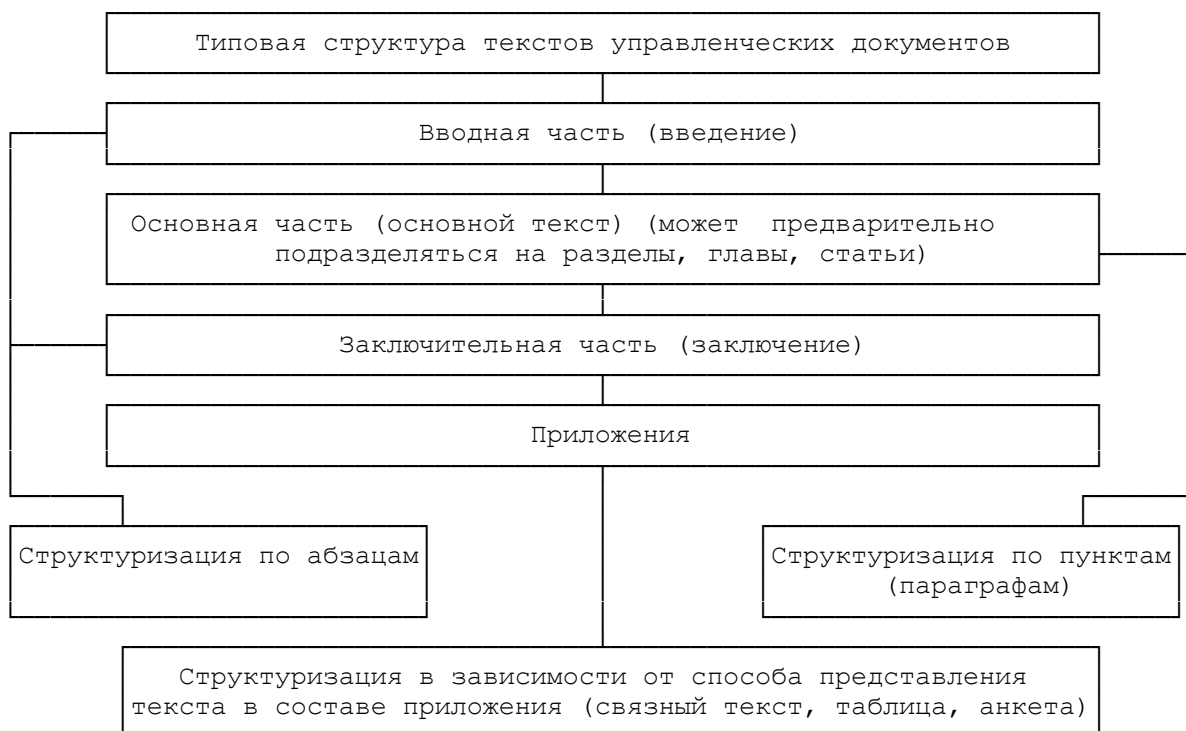 Типовая структура текстов управленческих документов
Вводная часть (введение)
Основная часть (основной текст) (может предварительно
подразделяться на разделы, главы, статьи)
Заключительная часть (заключение)
Приложения
Структуризация по абзацам
Структуризация по пунктам
(параграфам)
Структуризация в зависимости от способа представления
текста в составе приложения (связный текст, таблица, анкета)